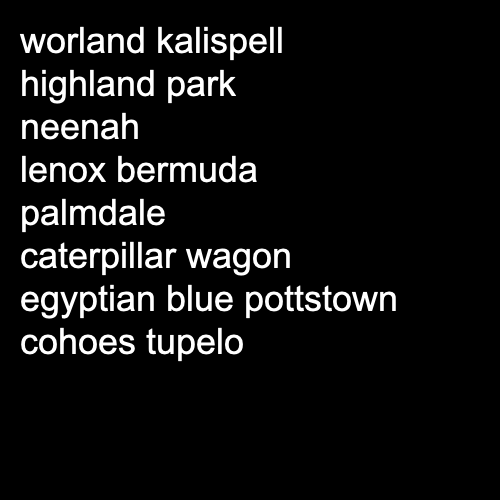 worland kalispell
highland park
neenah
lenox bermuda
palmdale
caterpillar wagon
egyptian blue pottstown
cohoes tupelo